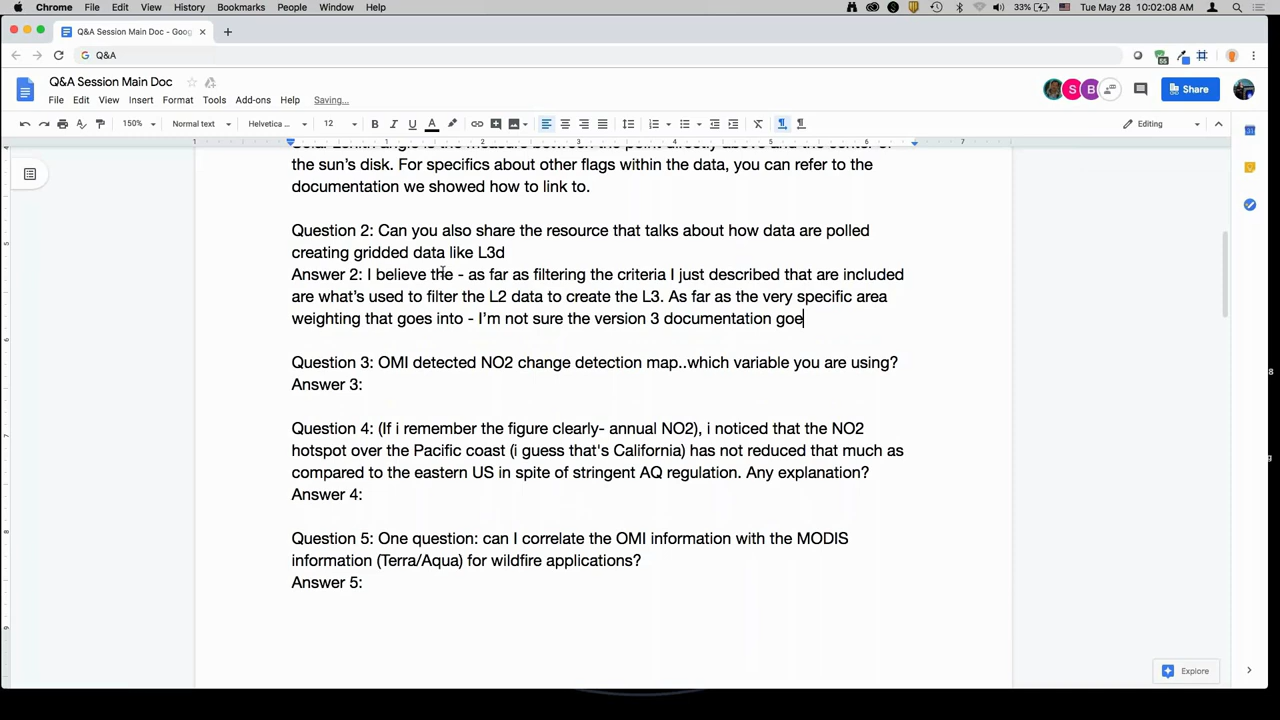 Chrome File Edit View History Bookmarks People Window Help 33% Tue May 28 10:02:08 AM
Q&A Session Main Doc - Goog
Q&A
Q&A Session Main Doc
File Edit View Insert Format Tools Add-ons Help Saving...
S B Share
150% Normal text Helvetica ... 12 B I U A Editing
1 1 2 3 4 5 6 7
the sun's disk. For specifics about other flags within the data, you can refer to the
documentation we showed how to link to.
Question 2: Can you also share the resource that talks about how data are polled
creating gridded data like L3d
Answer 2: I believe the - as far as filtering the criteria I just described that are included
are what's used to filter the L2 data to create the L3. As far as the very specific area
weighting that goes into - I'm not sure the version 3 documentation goe
Question 3: OMI detected NO2 change detection map..which variable you are using?
Answer 3:
Question 4: (If i remember the figure clearly- annual NO2), i noticed that the NO2
hotspot over the Pacific coast (i guess that's California) has not reduced that much as
compared to the eastern US in spite of stringent AQ regulation. Any explanation?
Answer 4:
Question 5: One question: can I correlate the OMI information with the MODIS
information (Terra/Aqua) for wildfire applications?
Answer 5:
Explore